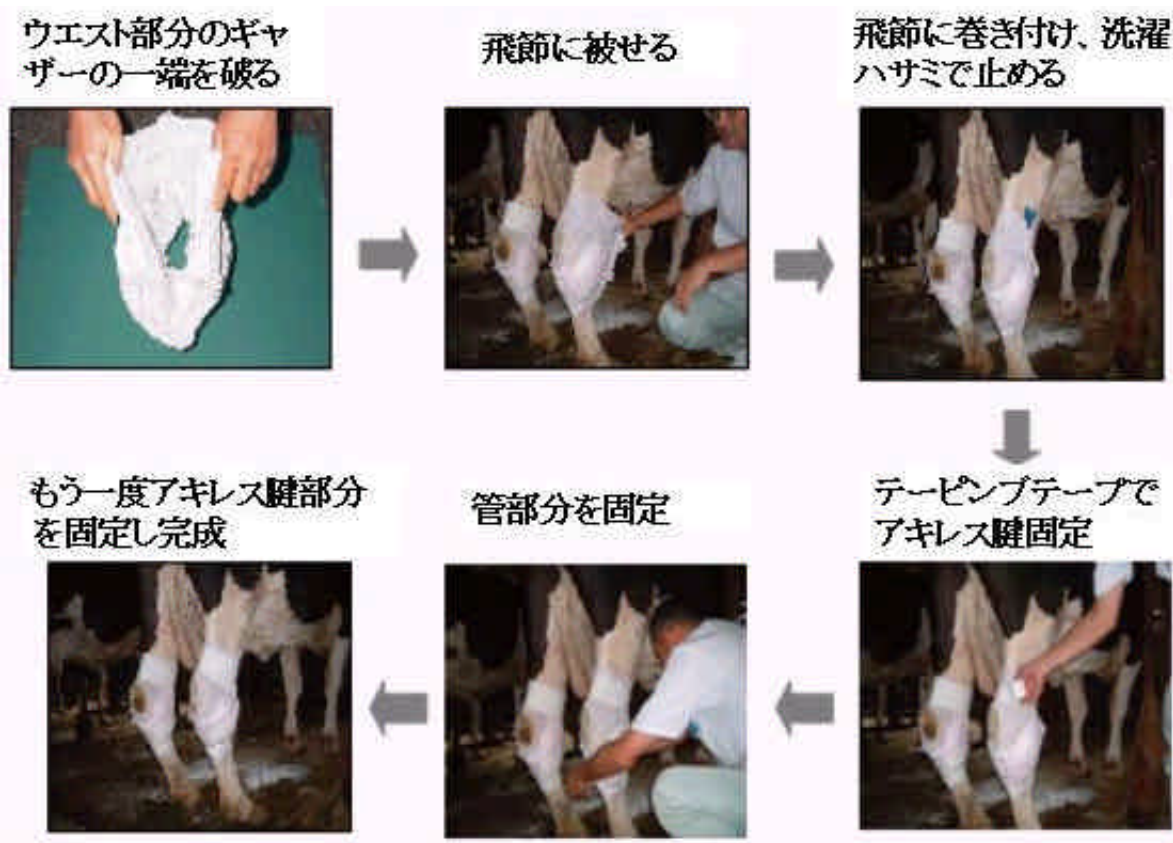 ウエスト部分のギャ
ザーの一端を破る
飛節に被せる
飛節に巻き付け、洗濯
ハサミで止める
テーピンブテープで
アキレス腱固定
管部分を固定
もう一度アキレス腱部分
を固定し完成